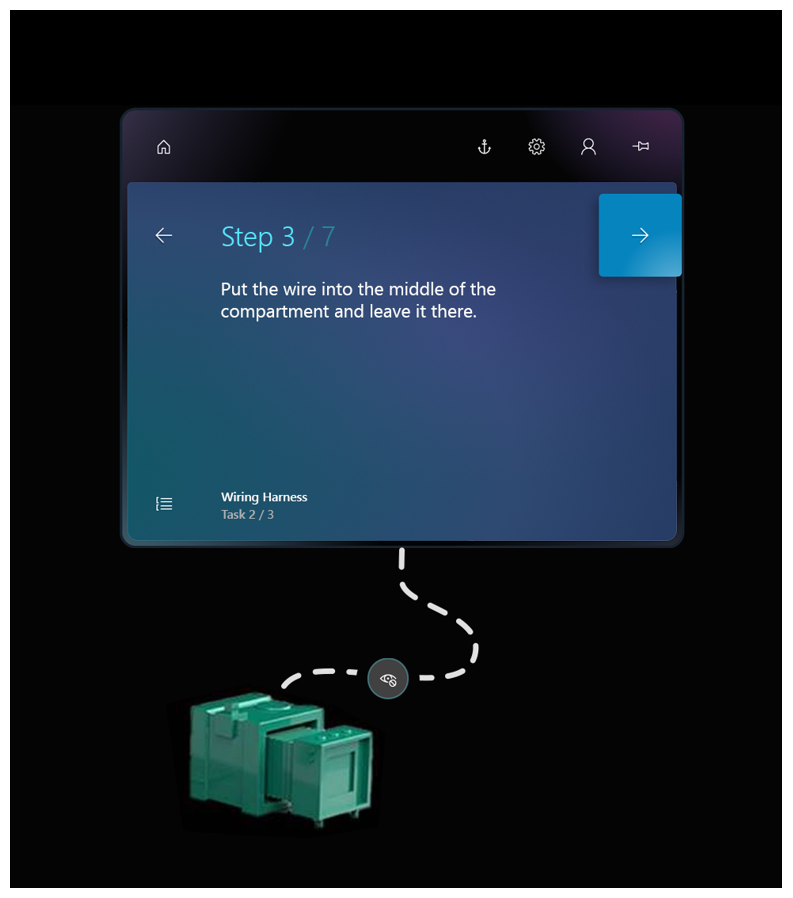 Step 3 / 7
Put the wire into the middle of the
compartment and leave it there.
Wiring Harness
Task 2 / 3